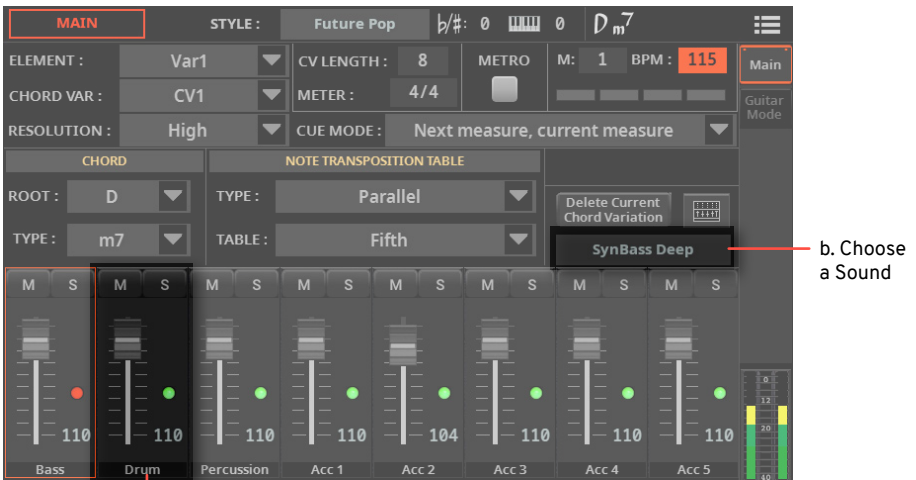 MAIN STYLE : Future Pop b/#: 0 0 Dm7
ELEMENT : Var1 CV LENGTH : 8 METRO M: 1 BPM : 115 Main
CHORD VAR : CV1 METER : 4/4 Guitar
Mode
RESOLUTION : High CUE MODE : Next measure, current measure
CHORD NOTE TRANSPOSITION TABLE
ROOT : D TYPE : Parallel Delete Current
Chord Variation
TYPE : m7 TABLE : Fifth SynBass Deep b. Choose
a Sound
M S M S M S M S M S M S M S M S
0
12
110 110 110 110 104 110 110 110 20
Bass Drum Percussion Acc 1 Acc 2 Acc 3 Acc 4 Acc 5 40